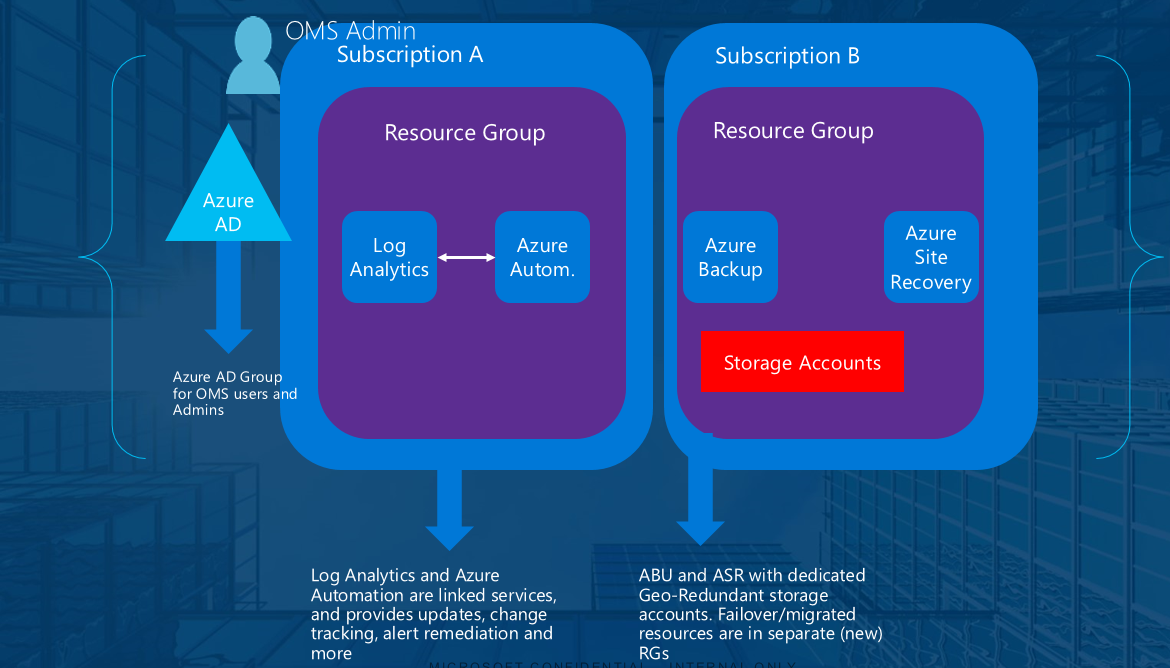 OMS Admin
Subscription A
Subscription B
Resource Group
Resource Group
Azure
AD
Log
Analytics
Azure
Autom.
Azure
Backup
Azure
Site
Recovery
Storage Accounts
Azure AD Group
for OMS users and
Admins
Log Analytics and Azure
Automation are linked services,
and provides updates, change
tracking, alert remediation and
more
ABU and ASR with dedicated
Geo-Redundant storage
accounts. Failover/migrated
resources are in separate (new)
RGs
MICROSOFT CONFIDENTIAL – INTERNAL ONLY